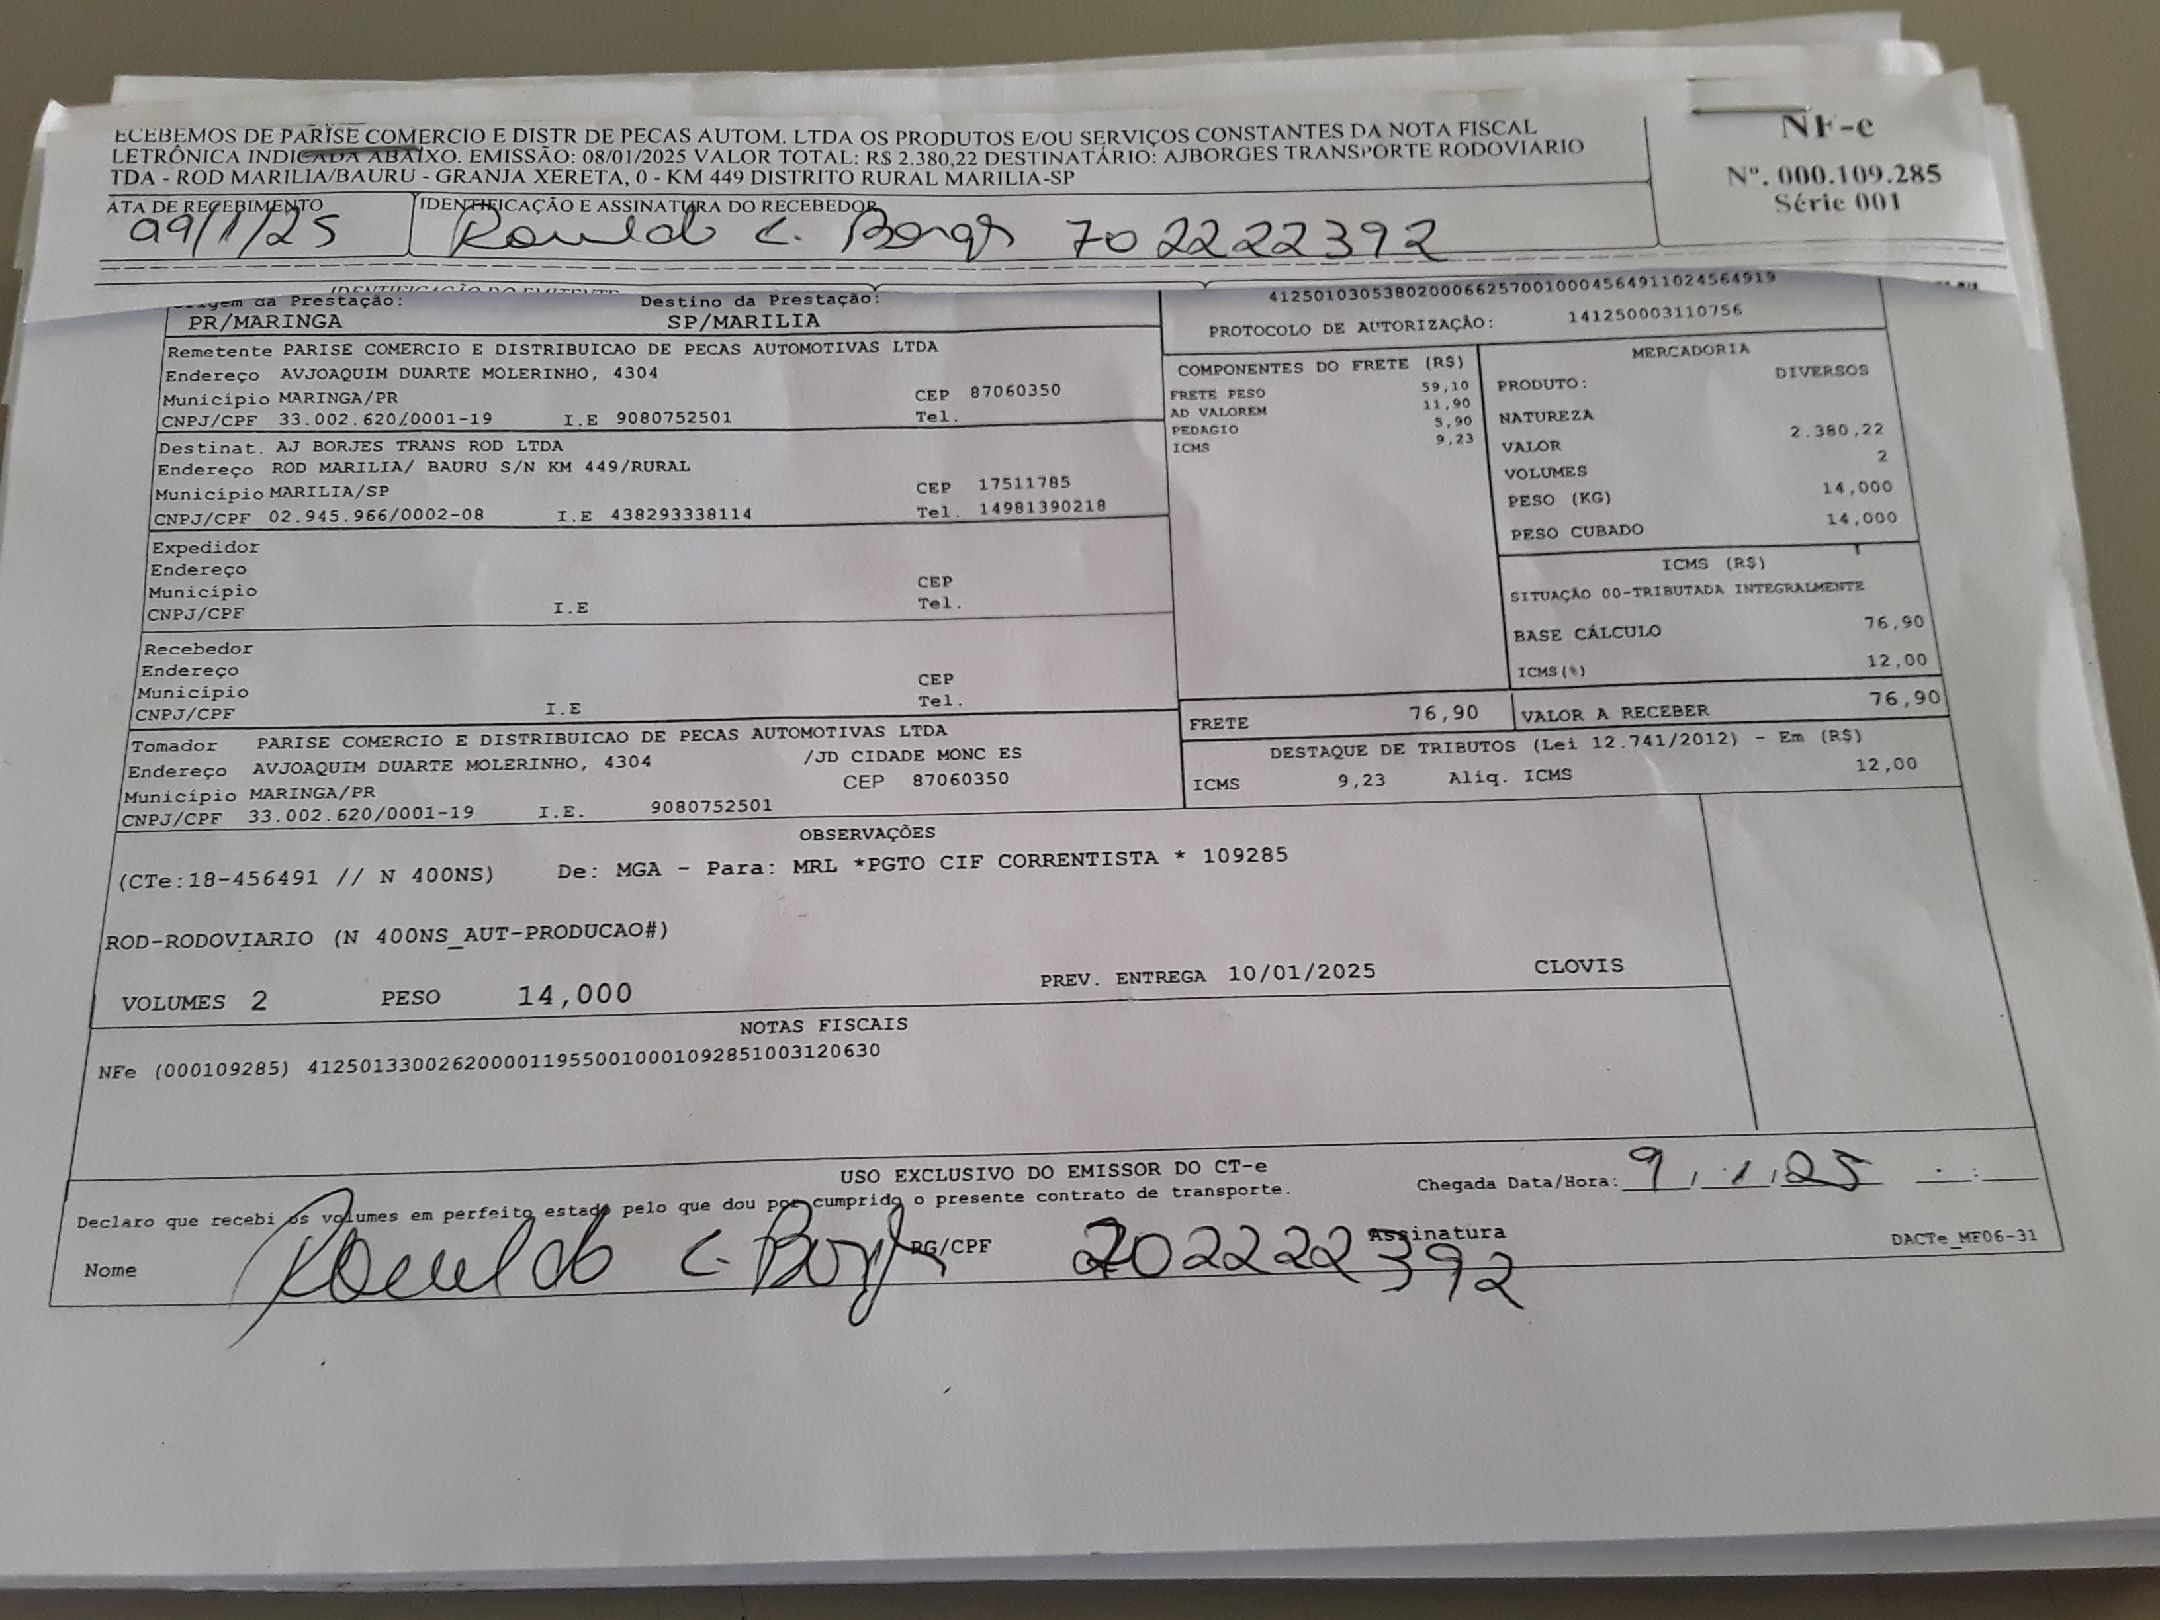 ECEBEMOS DE PARISE COMERCIO E DISTR DE PECAS AUTOM. LTDA OS PRODUTOS E/OU SERVIÇOS CONSTANTES DA NOTA FISCAL
LETRÔNICA INDICADA ABAIXO. EMISSÃO: 08/01/2025 VALOR TOTAL: R$ 2.380,22 DESTINATÁRIO: AJBORGES TRANSPORTE RODOVIARIO
TDA - ROD MARILIA/BAURU - GRANJA XERETA, 0 - KM 449 DISTRITO RURAL MARILIA-SP
NF-e
Nº. 000.109.285
Série 001
ATA DE RECEBIMENTO
IDENTIFICAÇÃO E ASSINATURA DO RECEBEDOR
09/1/25
Ronuldo C. Borges 702222392
IDENTIFICAÇÃO DO EMITENTE
Origem da Prestação: Destino da Prestação:
PR/MARINGA SP/MARILIA
41250103053802000662570010004564911024564919
PROTOCOLO DE AUTORIZAÇÃO: 141250003110756
Remetente PARISE COMERCIO E DISTRIBUICAO DE PECAS AUTOMOTIVAS LTDA
Endereço AVJOAQUIM DUARTE MOLERINHO, 4304
Município MARINGA/PR CEP 87060350
CNPJ/CPF 33.002.620/0001-19 I.E 9080752501 Tel.
Destinat. AJ BORJES TRANS ROD LTDA
Endereço ROD MARILIA/ BAURU S/N KM 449/RURAL
Município MARILIA/SP CEP 17511785
CNPJ/CPF 02.945.966/0002-08 I.E 438293338114 Tel. 14981390218
Expedidor
Endereço
Município CEP
CNPJ/CPF I.E Tel.
Recebedor
Endereço
Município CEP
CNPJ/CPF I.E Tel.
Tomador PARISE COMERCIO E DISTRIBUICAO DE PECAS AUTOMOTIVAS LTDA
Endereço AVJOAQUIM DUARTE MOLERINHO, 4304 /JD CIDADE MONC ES
Município MARINGA/PR CEP 87060350
CNPJ/CPF 33.002.620/0001-19 I.E. 9080752501
COMPONENTES DO FRETE (R$)
FRETE PESO 59,10
AD VALOREM 11,90
PEDAGIO 5,90
ICMS 9,23
MERCADORIA
PRODUTO: DIVERSOS
NATUREZA
VALOR 2.380,22
VOLUMES 2
PESO (KG) 14,000
PESO CUBADO 14,000
ICMS (R$)
SITUAÇÃO 00-TRIBUTADA INTEGRALMENTE
BASE CÁLCULO 76,90
ICMS(%) 12,00
FRETE 76,90 VALOR A RECEBER 76,90
DESTAQUE DE TRIBUTOS (Lei 12.741/2012) - Em (R$)
ICMS 9,23 Aliq. ICMS 12,00
OBSERVAÇÕES
(CTe:18-456491 // N 400NS) De: MGA - Para: MRL *PGTO CIF CORRENTISTA * 109285
ROD-RODOVIARIO (N 400NS_AUT-PRODUCAO#)
VOLUMES 2 PESO 14,000 PREV. ENTREGA 10/01/2025 CLOVIS
NOTAS FISCAIS
NFe (000109285) 41250133002620000119550010001092851003120630
USO EXCLUSIVO DO EMISSOR DO CT-e
Declaro que recebi os volumes em perfeito estado pelo que dou por cumprido o presente contrato de transporte.
Chegada Data/Hora: 9/1/25
Nome Ronuldo C. Borges RG/CPF 702222392 Assinatura
DACTe_MF06-31